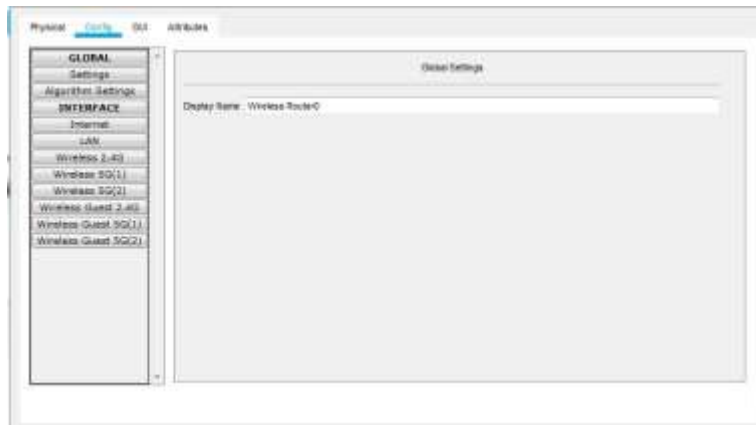 Physical Config GUI Attributes
GLOBAL
Settings
Algorithm Settings
INTERFACE
Internet
LAN
Wireless 2.4G
Wireless 5G(1)
Wireless 5G(2)
Wireless Guest 2.4G
Wireless Guest 5G(1)
Wireless Guest 5G(2)
Global Settings
Display Name Wireless Router0